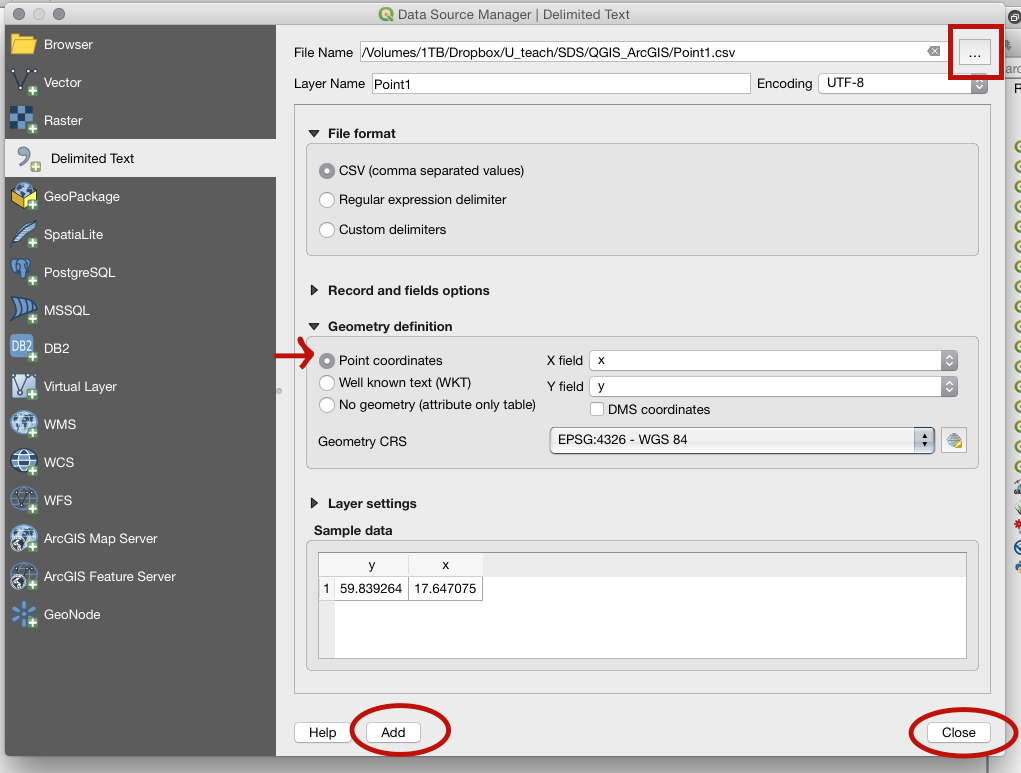 Data Source Manager | Delimited Text
Browser
Vector
Raster
Delimited Text
GeoPackage
SpatiaLite
PostgreSQL
MSSQL
DB2
DB2
Virtual Layer
WMS
WCS
WFS
ArcGIS Map Server
ArcGIS Feature Server
GeoNode
File Name /Volumes/1TB/Dropbox/U_teach/SDS/QGIS_ArcGIS/Point1.csv ...
Layer Name Point1 Encoding UTF-8
File format
CSV (comma separated values)
Regular expression delimiter
Custom delimiters
Record and fields options
Geometry definition
Point coordinates X field x
Well known text (WKT) Y field y
No geometry (attribute only table) DMS coordinates
Geometry CRS EPSG:4326 - WGS 84
Layer settings
Sample data
y x
1 59.839264 17.647075
Help Add Close